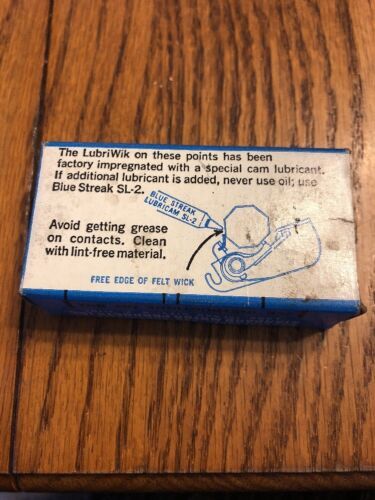 The LubriWik on these points has been
factory impregnated with a special cam lubricant.
If additional lubricant is added, never use oil; use
Blue Streak SL-2.
BLUE STREAK
LUBRICAM SL-2
Avoid getting grease
on contacts. Clean
with lint-free material.
FREE EDGE OF FELT WICK